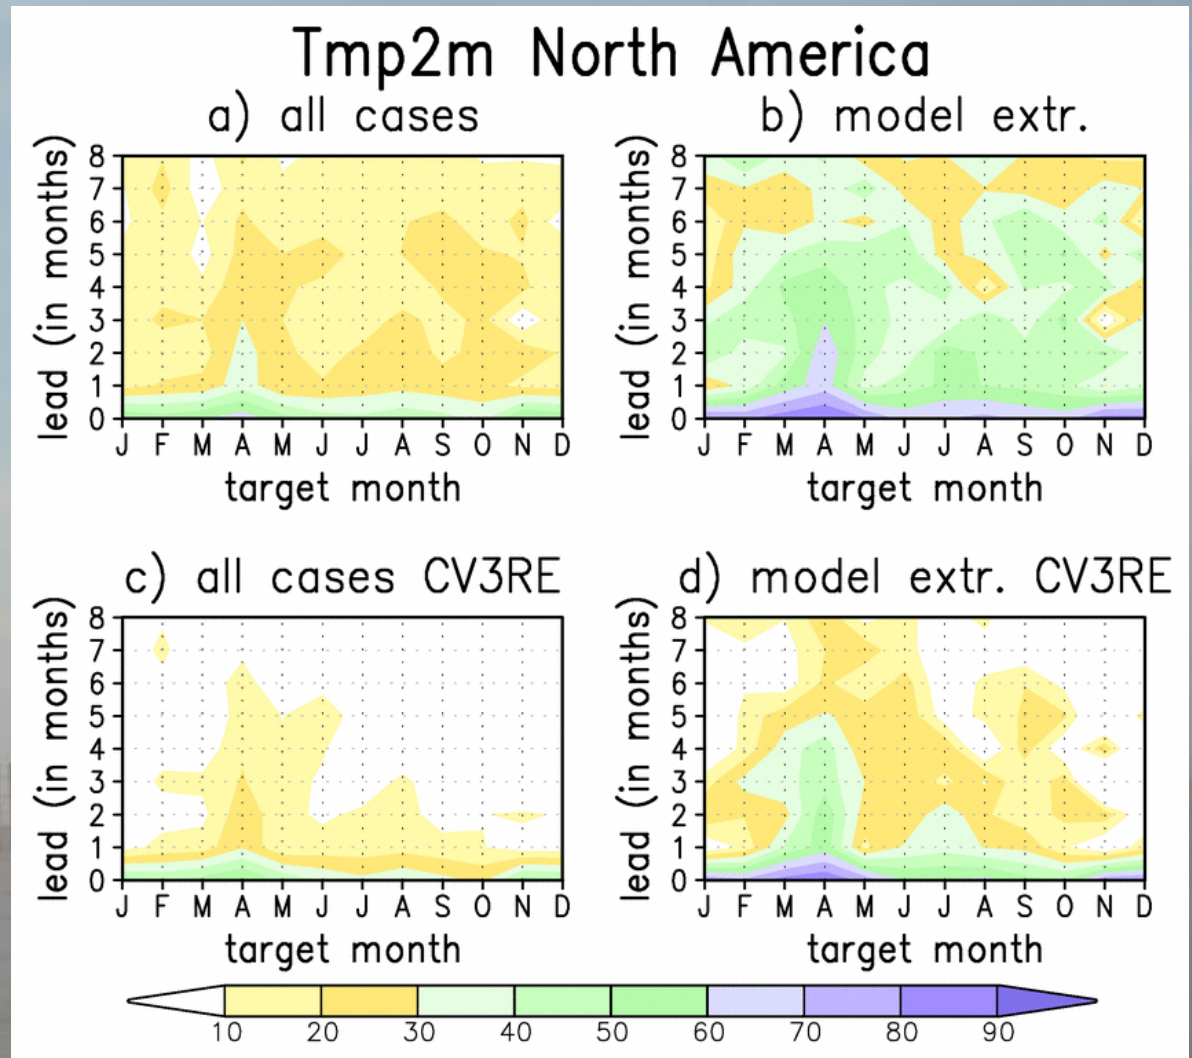 Tmp2m North America
a) all cases
b) model extr.
lead (in months)
8
7
6
5
4
3
2
1
0
J F M A M J J A S O N D
target month
lead (in months)
8
7
6
5
4
3
2
1
0
J F M A M J J A S O N D
target month
c) all cases CV3RE
d) model extr. CV3RE
lead (in months)
8
7
6
5
4
3
2
1
0
J F M A M J J A S O N D
target month
lead (in months)
8
7
6
5
4
3
2
1
0
J F M A M J J A S O N D
target month
10 20 30 40 50 60 70 80 90